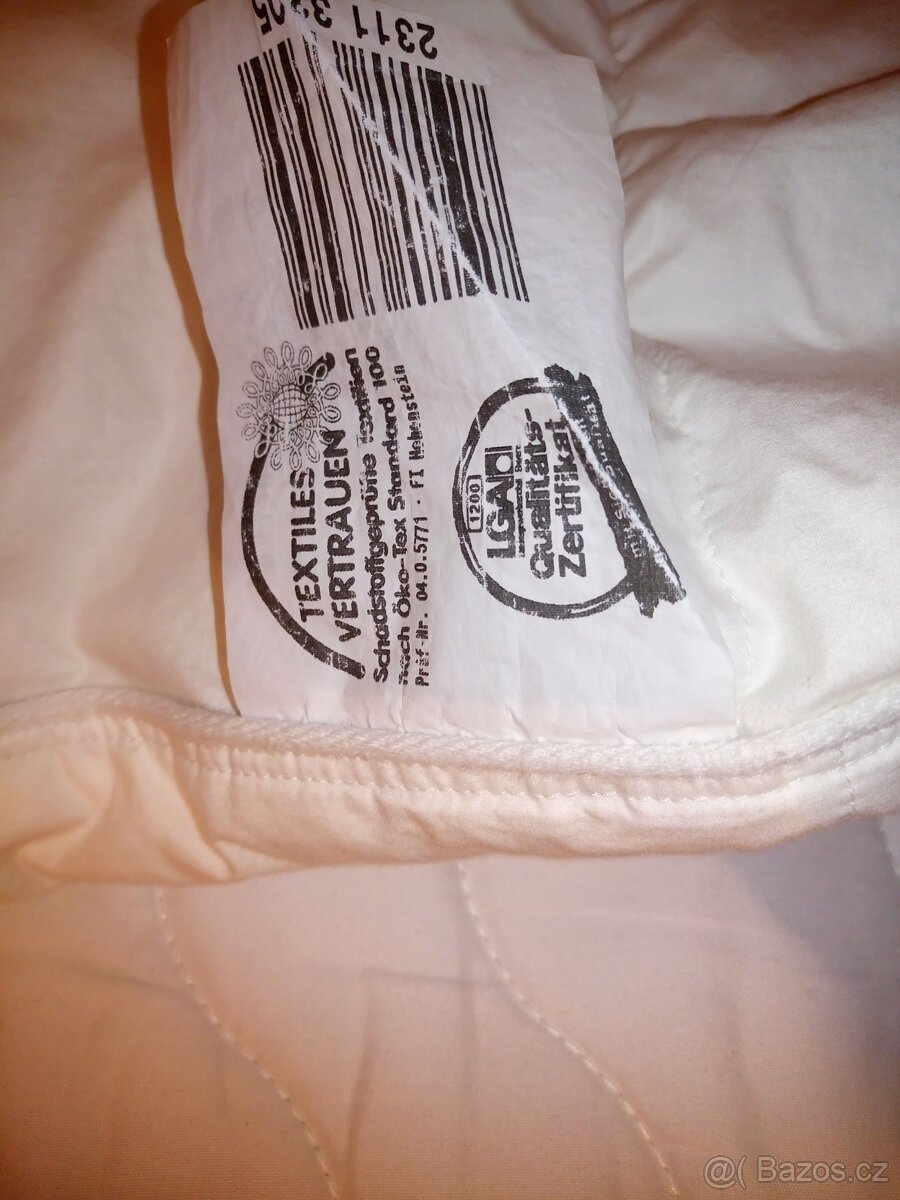 2311
TEXTILES
VERTRAUEN
Schadstoffgeprüfte Textilien
nach Öko-Tex Standard 100
Prüf-Nr. 04.0.5771 · FI Hohenstein
1200
LGA
Qualitäts-
Zertifikat
@( Bazos.cz